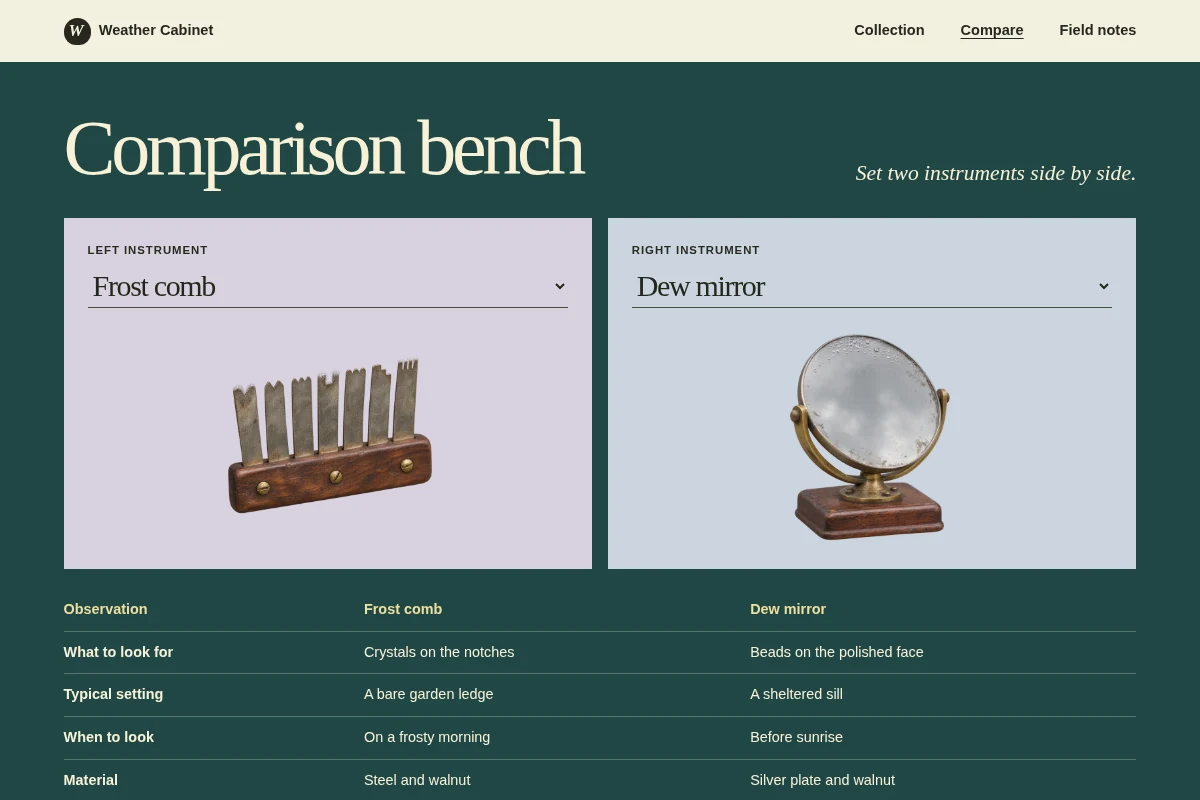 W Weather Cabinet Collection Compare Field notes
Comparison bench
Set two instruments side by side.
LEFT INSTRUMENT
Frost comb
RIGHT INSTRUMENT
Dew mirror
Observation Frost comb Dew mirror
What to look for Crystals on the notches Beads on the polished face
Typical setting A bare garden ledge A sheltered sill
When to look On a frosty morning Before sunrise
Material Steel and walnut Silver plate and walnut